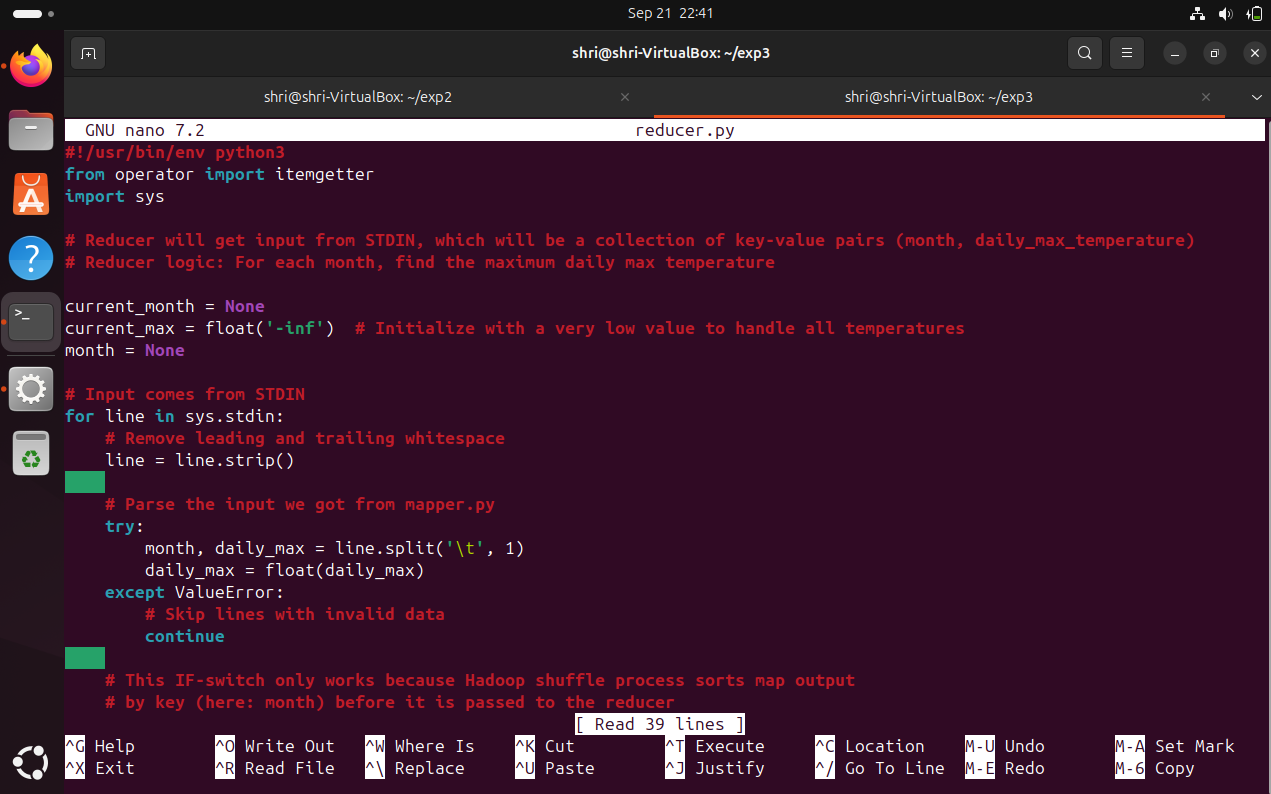 Sep 21 22:41
shri@shri-VirtualBox: ~/exp3
shri@shri-VirtualBox: ~/exp2
shri@shri-VirtualBox: ~/exp3
GNU nano 7.2 reducer.py
#!/usr/bin/env python3
from operator import itemgetter
import sys
# Reducer will get input from STDIN, which will be a collection of key-value pairs (month, daily_max_temperature)
# Reducer logic: For each month, find the maximum daily max temperature
current_month = None
current_max = float('-inf')  # Initialize with a very low value to handle all temperatures
month = None
# Input comes from STDIN
for line in sys.stdin:
    # Remove leading and trailing whitespace
    line = line.strip()
    # Parse the input we got from mapper.py
    try:
        month, daily_max = line.split('\t', 1)
        daily_max = float(daily_max)
    except ValueError:
        # Skip lines with invalid data
        continue
    # This IF-switch only works because Hadoop shuffle process sorts map output
    # by key (here: month) before it is passed to the reducer
[ Read 39 lines ]
^G Help ^O Write Out ^W Where Is ^K Cut ^T Execute ^C Location M-U Undo M-A Set Mark
^X Exit ^R Read File ^\ Replace ^U Paste ^J Justify ^/ Go To Line M-E Redo M-6 Copy